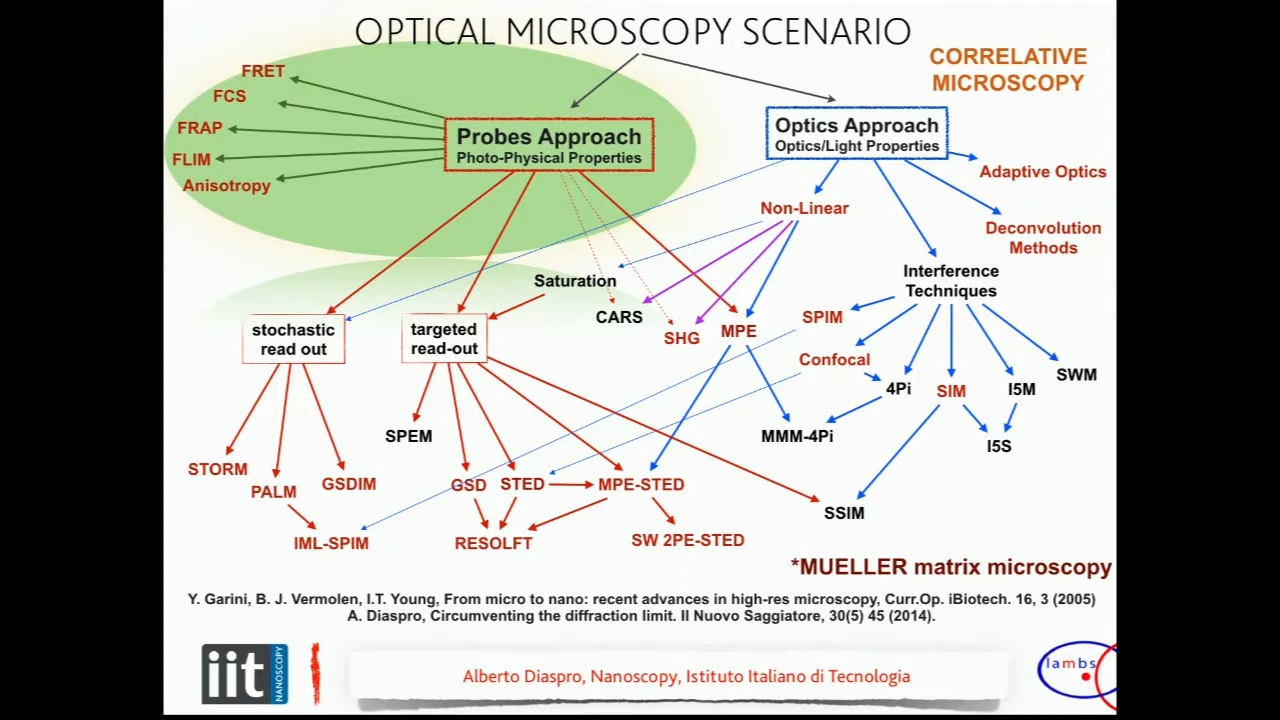 OPTICAL MICROSCOPY SCENARIO
CORRELATIVE
MICROSCOPY
FRET
FCS
FRAP
FLIM
Anisotropy
Probes Approach
Photo-Physical Properties
Optics Approach
Optics/Light Properties
Adaptive Optics
Non-Linear
Deconvolution
Methods
Interference
Techniques
Saturation
CARS
SHG
MPE
SPIM
Confocal
4Pi
SIM
I5M
SWM
stochastic
read out
targeted
read-out
SPEM
MMM-4Pi
I5S
STORM
PALM
GSDIM
GSD
STED
MPE-STED
SSIM
IML-SPIM
RESOLFT
SW 2PE-STED
*MUELLER matrix microscopy
Y. Garini, B. J. Vermolen, I.T. Young, From micro to nano: recent advances in high-res microscopy, Curr.Op. iBiotech. 16, 3 (2005)
A. Diaspro, Circumventing the diffraction limit. Il Nuovo Saggiatore, 30(5) 45 (2014).
iit
NANOSCOPY
Alberto Diaspro, Nanoscopy, Istituto Italiano di Tecnologia
lambs